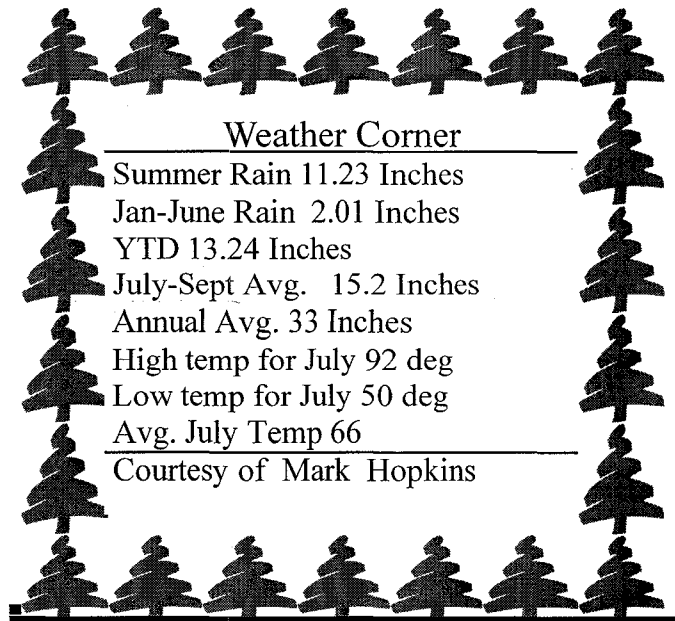 Weather Corner
Summer Rain 11.23 Inches
Jan-June Rain 2.01 Inches
YTD 13.24 Inches
July-Sept Avg. 15.2 Inches
Annual Avg. 33 Inches
High temp for July 92 deg
Low temp for July 50 deg
Avg. July Temp 66
Courtesy of Mark Hopkins